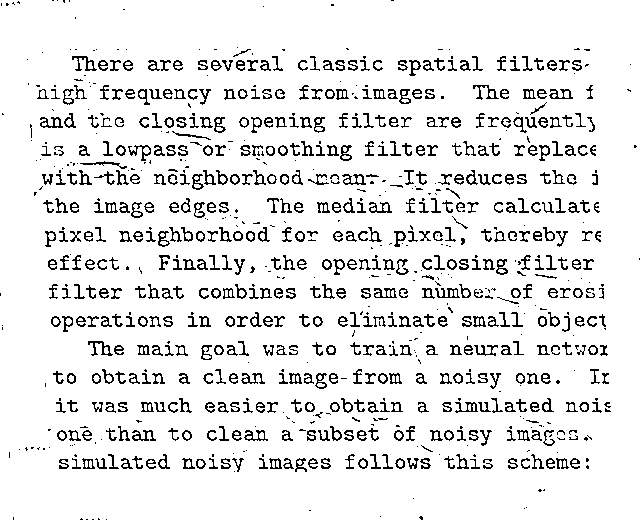 There are several classic spatial filters
high frequency noise from images. The mean f
and the closing opening filter are frequently
is a lowpass or smoothing filter that replace
with the neighborhood mean. It reduces the i
the image edges. The median filter calculate
pixel neighborhood for each pixel, thereby re
effect. Finally, the opening closing filter
filter that combines the same number of erosi
operations in order to eliminate small object
The main goal was to train a neural networ
to obtain a clean image from a noisy one. In
it was much easier to obtain a simulated nois
one than to clean a subset of noisy images.
simulated noisy images follows this scheme: